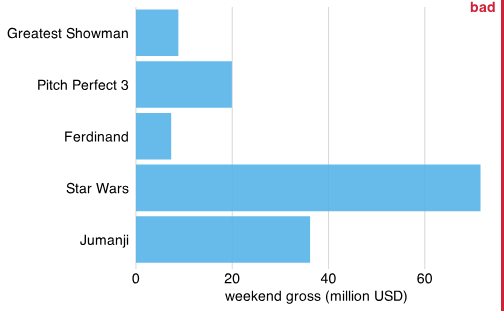 bad
Greatest Showman
Pitch Perfect 3
Ferdinand
Star Wars
Jumanji
0 20 40 60
weekend gross (million USD)